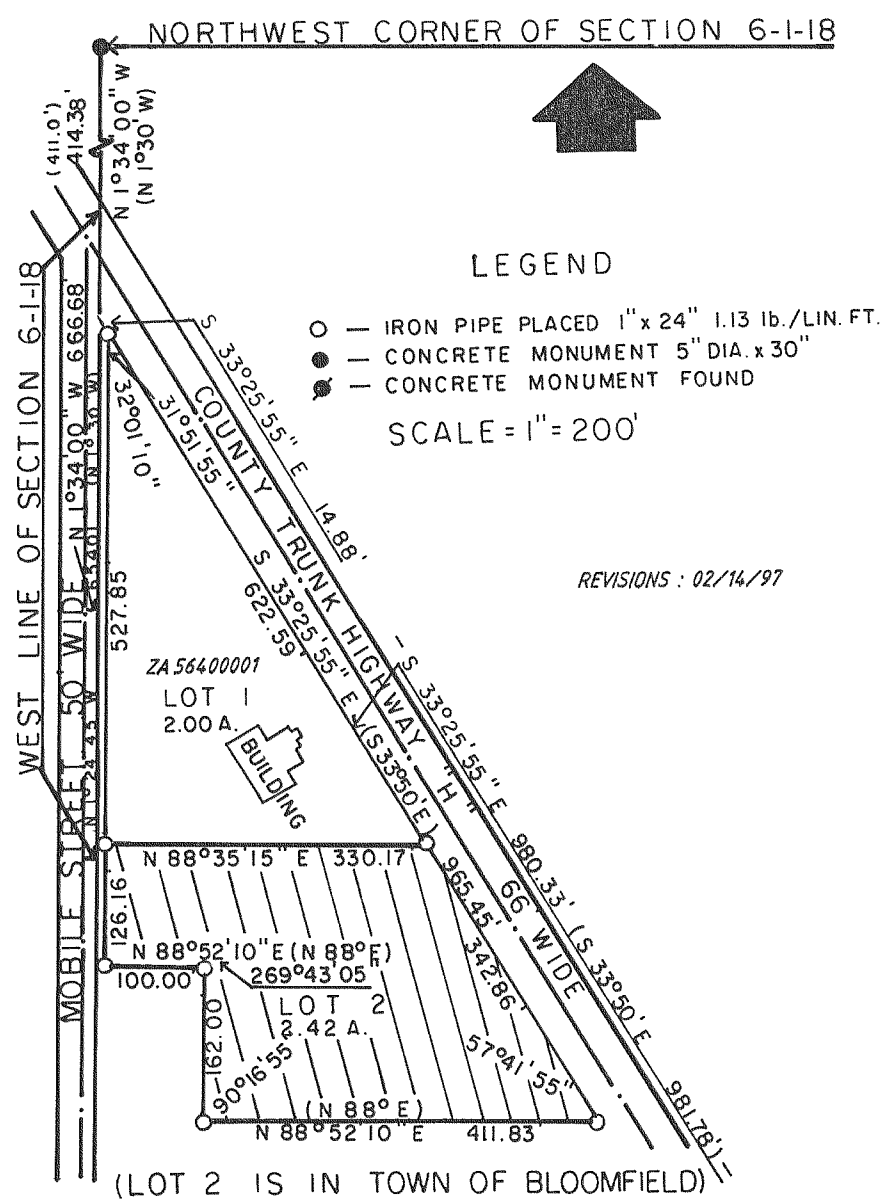 NORTHWEST CORNER OF SECTION 6-1-18
(411.0')
414.38'
N 1°34'00" W
(N 1°30' W)
LEGEND
IRON PIPE PLACED 1" x 24" 1.13 lb./LIN. FT.
CONCRETE MONUMENT 5" DIA. x 30"
CONCRETE MONUMENT FOUND
SCALE = 1" = 200'
REVISIONS : 02/14/97
WEST LINE OF SECTION 6-1-18
MOBILE STREET 50' WIDE
N 1°34'00" W 666.68'
(N 1°30' W)
N 1°24'45" W
527.85
32°01'10"
31°51'55"
S 33°25'55" E 14.88'
COUNTY TRUNK HIGHWAY "H" 66' WIDE
S 33°25'55" E (S 33°50'E)
622.59'
965.45'
S 33°25'55" E 980.33' (S 33°50'E 981.78')
ZA 56400001
LOT 1
2.00 A.
BUILDING
N 88°35'15" E 330.17
126.16
N 88°52'10" E (N 88°E)
100.00
269°43'05"
LOT 2
2.42 A.
342.86'
162.00
90°16'55"
57°41'55"
(N 88° E)
N 88°52'10" E 411.83
(LOT 2 IS IN TOWN OF BLOOMFIELD)